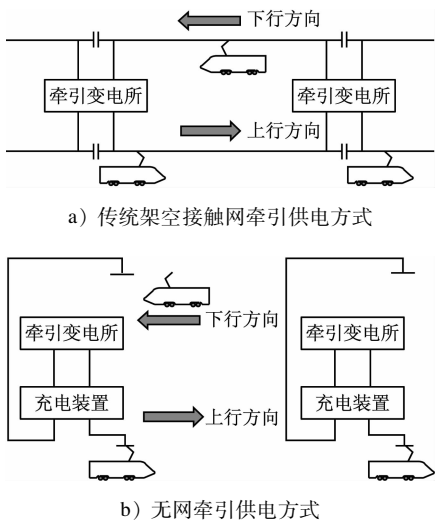 下行方向
牵引变电所 牵引变电所
上行方向
a）传统架空接触网牵引供电方式
牵引变电所 下行方向 牵引变电所
充电装置 充电装置
上行方向
b）无网牵引供电方式